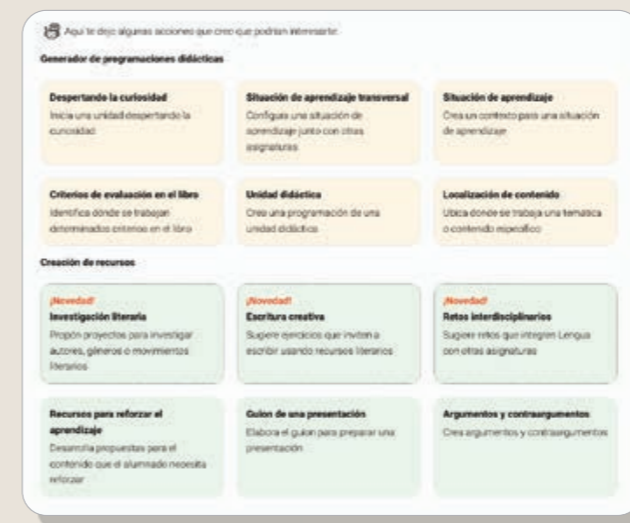 Aquí te dejo algunas acciones que creo que podrían interesarte:
Generador de programaciones didácticas
Despertando la curiosidad
Inicia una unidad despertando la
curiosidad
Situación de aprendizaje transversal
Configura una situación de
aprendizaje junto con otras
asignaturas
Situación de aprendizaje
Crea un contexto para una situación
de aprendizaje
Criterios de evaluación en el libro
Identifica dónde se trabajan
determinados criterios en el libro
Unidad didáctica
Crea una programación de una
unidad didáctica
Localización de contenido
Ubica donde se trabaja una temática
o contenido específico
Creación de recursos
¡Novedad!
Investigación literaria
Propón proyectos para investigar
autores, géneros o movimientos
literarios
¡Novedad!
Escritura creativa
Sugiere ejercicios que inviten a
escribir usando recursos literarios
¡Novedad!
Retos interdisciplinarios
Sugiere retos que integren Lengua
con otras asignaturas
Recursos para reforzar el
aprendizaje
Desarrolla propuestas para el
contenido que el alumnado necesita
reforzar
Guion de una presentación
Elabora el guion para preparar una
presentación
Argumentos y contraargumentos
Crea argumentos y contraargumentos